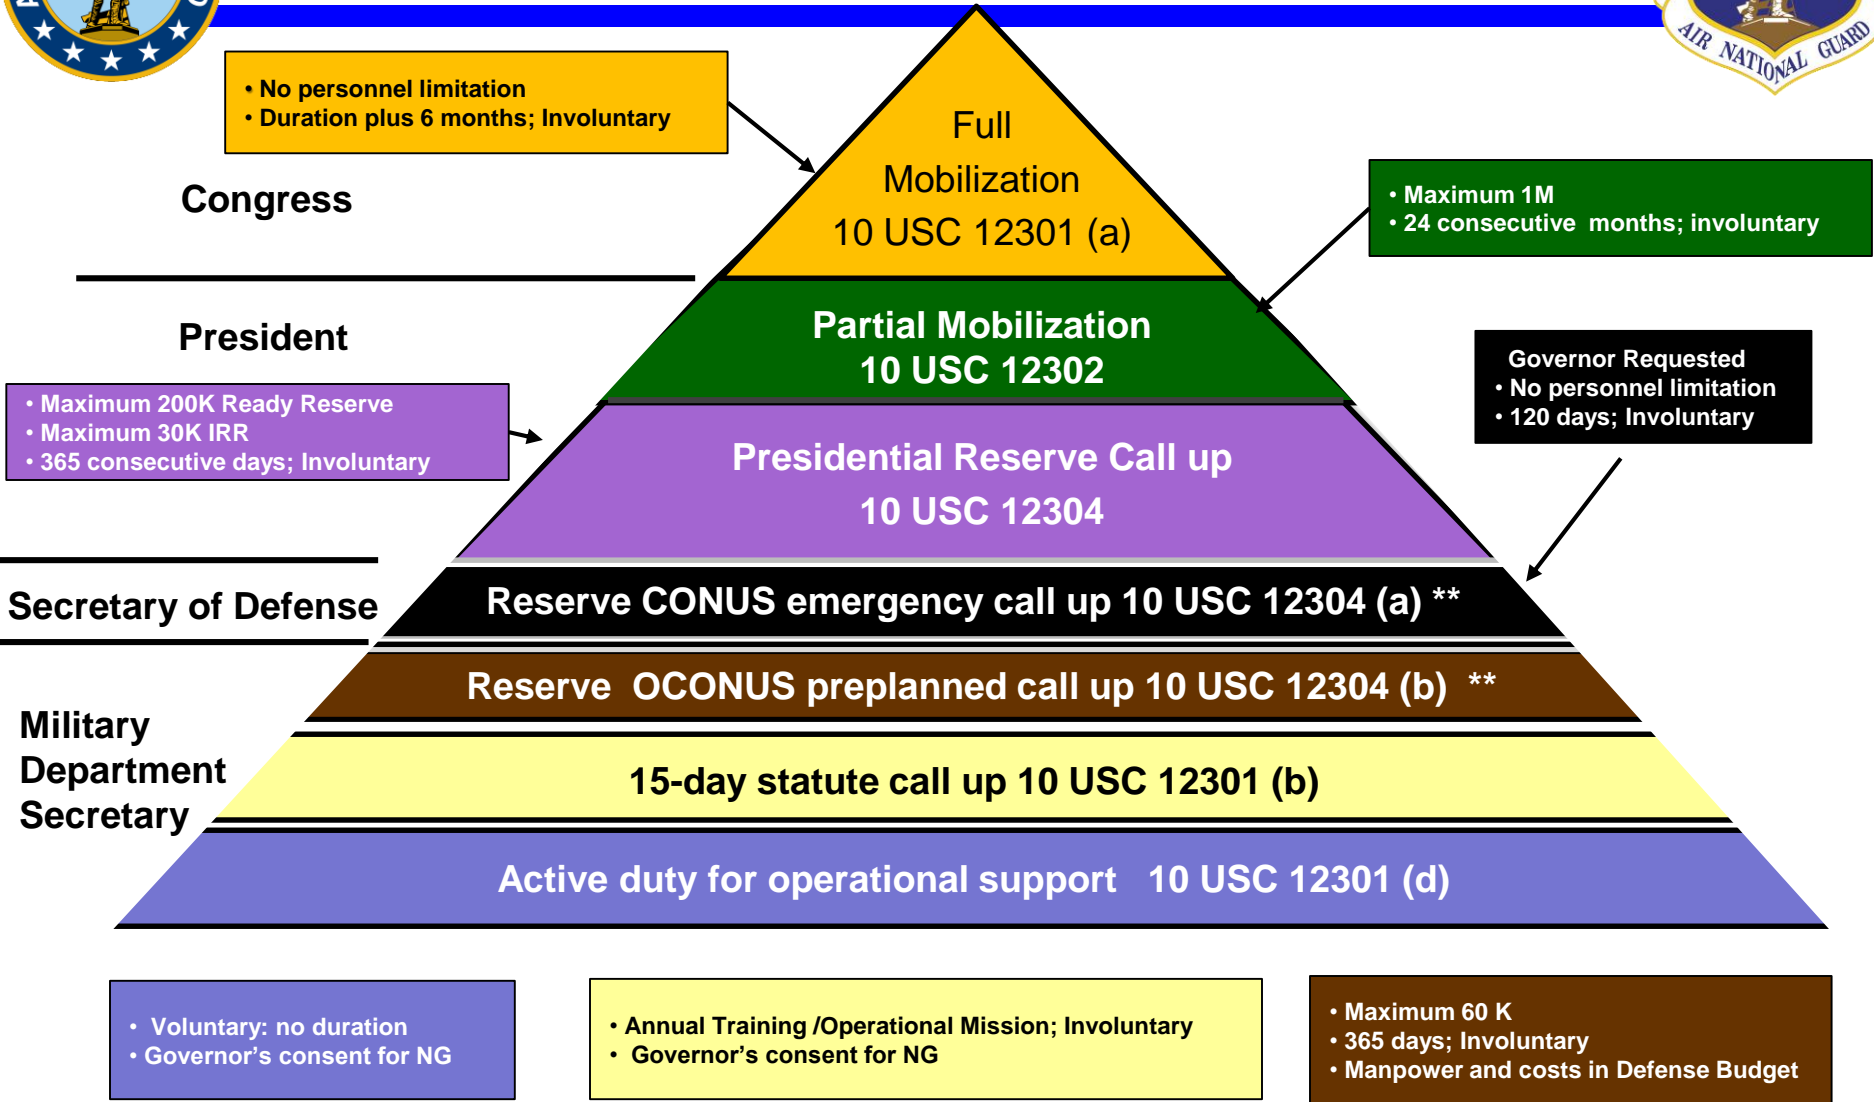 AIR NATIONAL GUARD
• No personnel limitation
• Duration plus 6 months; Involuntary
Full
Mobilization
10 USC 12301 (a)
Congress
• Maximum 1M
• 24 consecutive  months; involuntary
President
Partial Mobilization
10 USC 12302
Governor Requested
• No personnel limitation
• 120 days; Involuntary
• Maximum 200K Ready Reserve
• Maximum 30K IRR
• 365 consecutive days; Involuntary
Presidential Reserve Call up
10 USC 12304
Secretary of Defense
Reserve CONUS emergency call up 10 USC 12304 (a) **
Reserve  OCONUS preplanned call up 10 USC 12304 (b)  **
Military
Department
Secretary
15-day statute call up 10 USC 12301 (b)
Active duty for operational support   10 USC 12301 (d)
•  Voluntary: no duration
• Governor’s consent for NG
• Annual Training /Operational Mission; Involuntary
•  Governor’s consent for NG
• Maximum 60 K
• 365 days; Involuntary
• Manpower and costs in Defense Budget